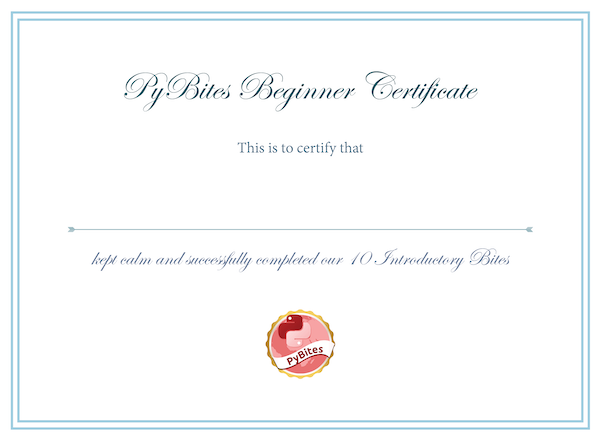 PyBites Beginner Certificate
This is to certify that
kept calm and successfully completed our 10 Introductory Bites
PyBites